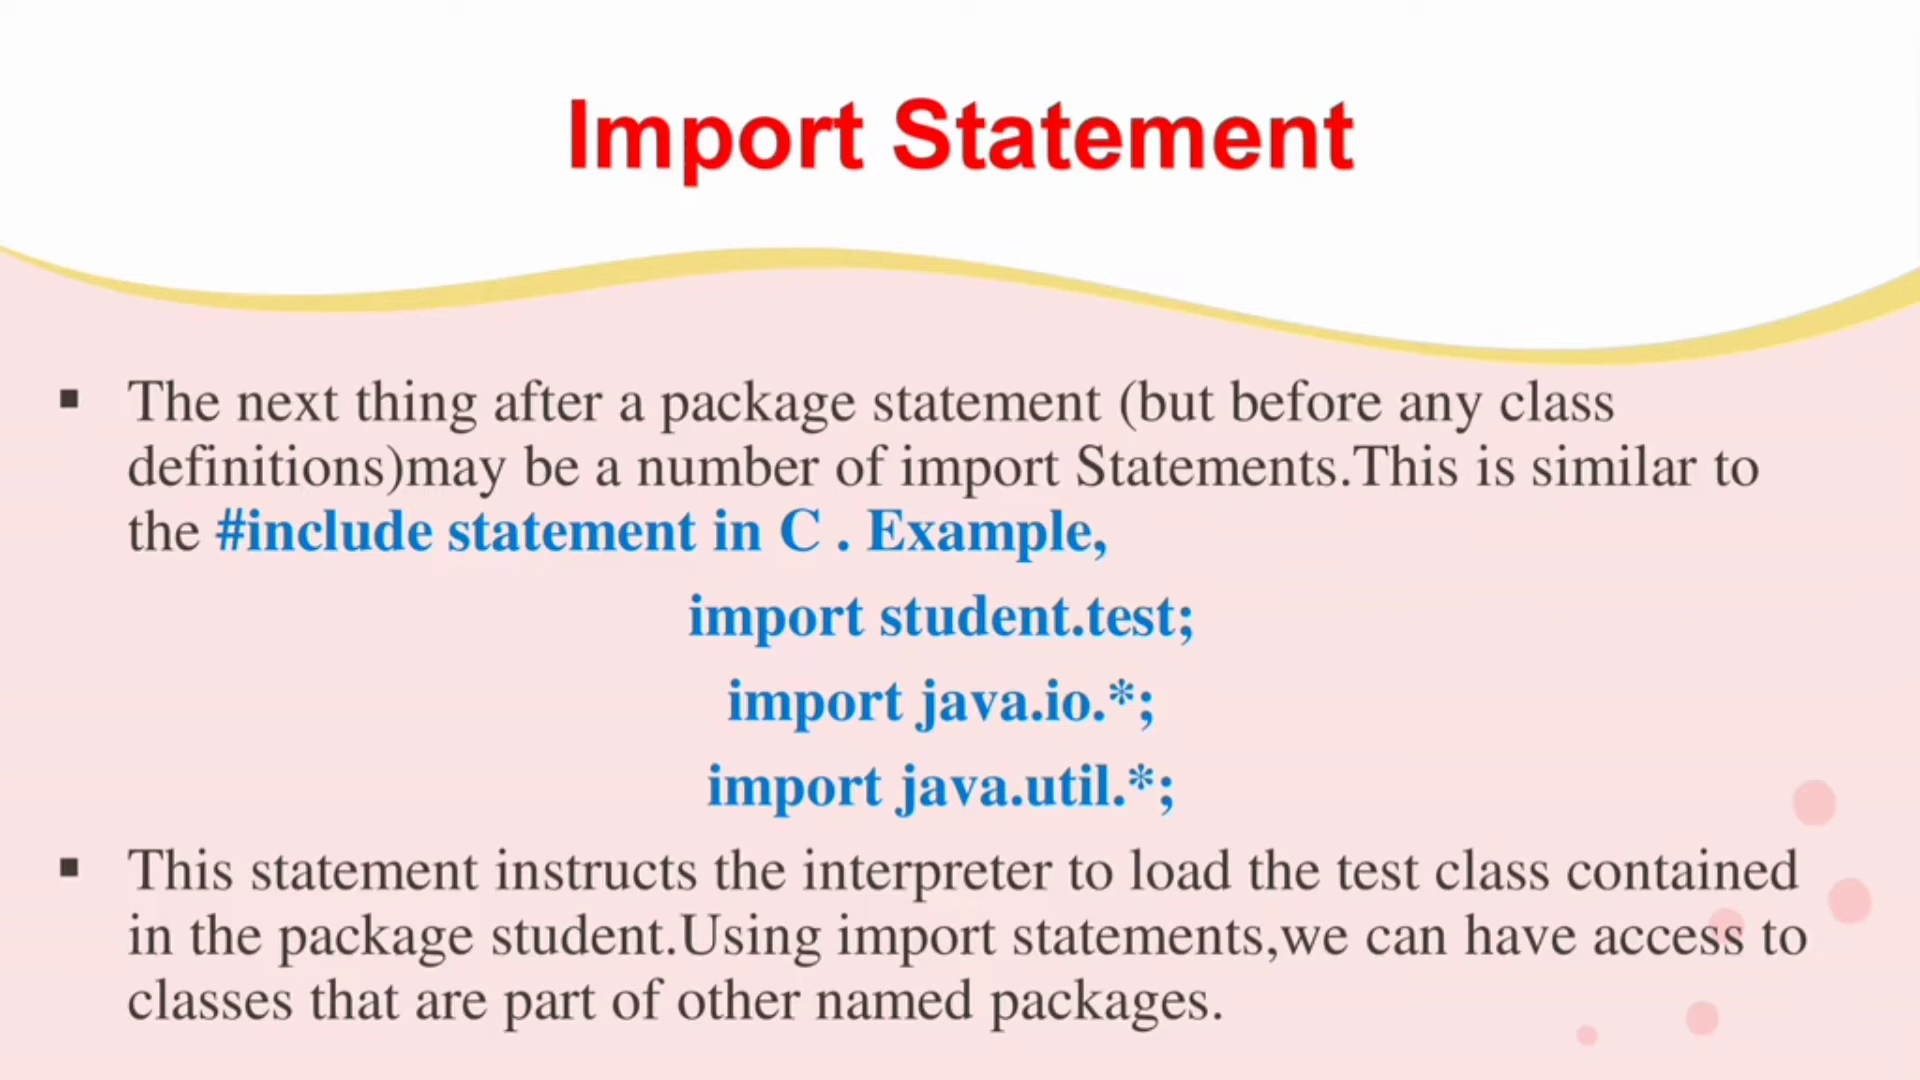 Import Statement
▪ The next thing after a package statement (but before any class
definitions)may be a number of import Statements.This is similar to
the #include statement in C . Example,
import student.test;
import java.io.*;
import java.util.*;
▪ This statement instructs the interpreter to load the test class contained
in the package student.Using import statements,we can have access to
classes that are part of other named packages.